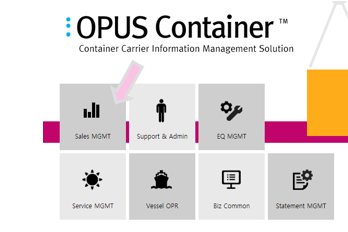 OPUS Container™
Container Carrier Information Management Solution
Sales MGMT
Support & Admin
EQ MGMT
Service MGMT
Vessel OPR
Biz Common
Statement MGMT